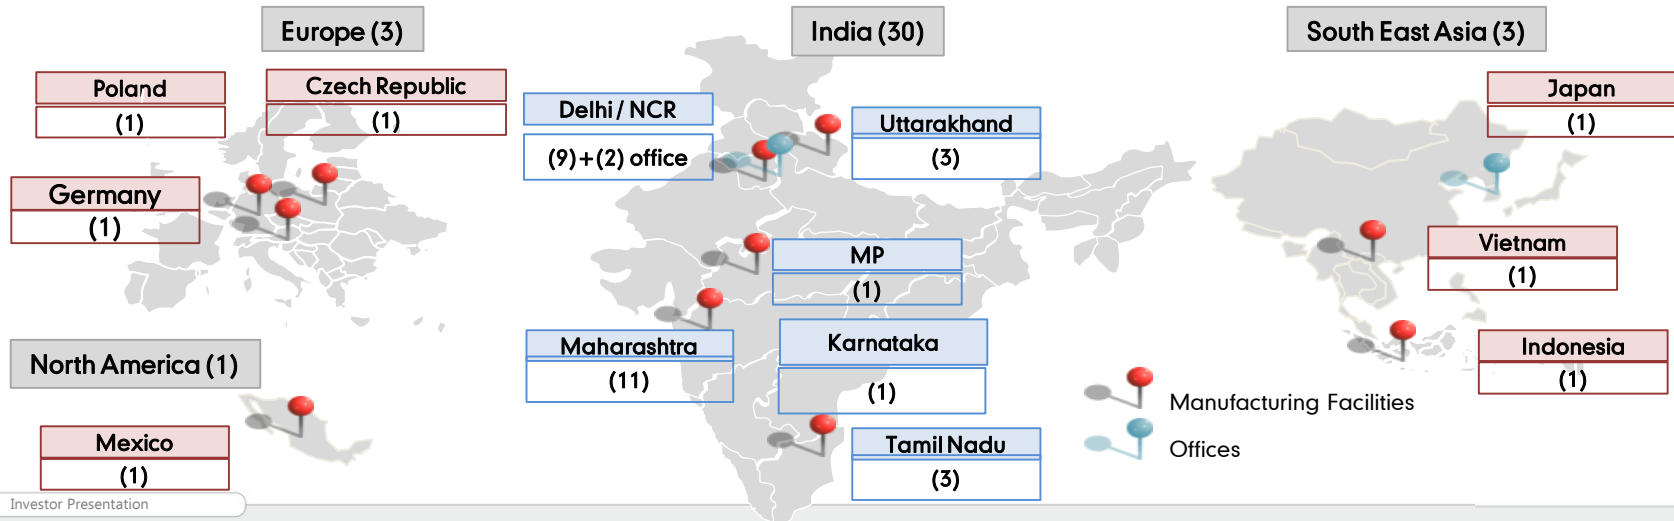 Europe (3)
Poland
(1)
Czech Republic
(1)
Germany
(1)
North America (1)
Mexico
(1)
India (30)
Delhi / NCR
(9)+(2) office
Uttarakhand
(3)
MP
(1)
Maharashtra
(11)
Karnataka
(1)
Tamil Nadu
(3)
South East Asia (3)
Japan
(1)
Vietnam
(1)
Indonesia
(1)
Manufacturing Facilities
Offices
Investor Presentation